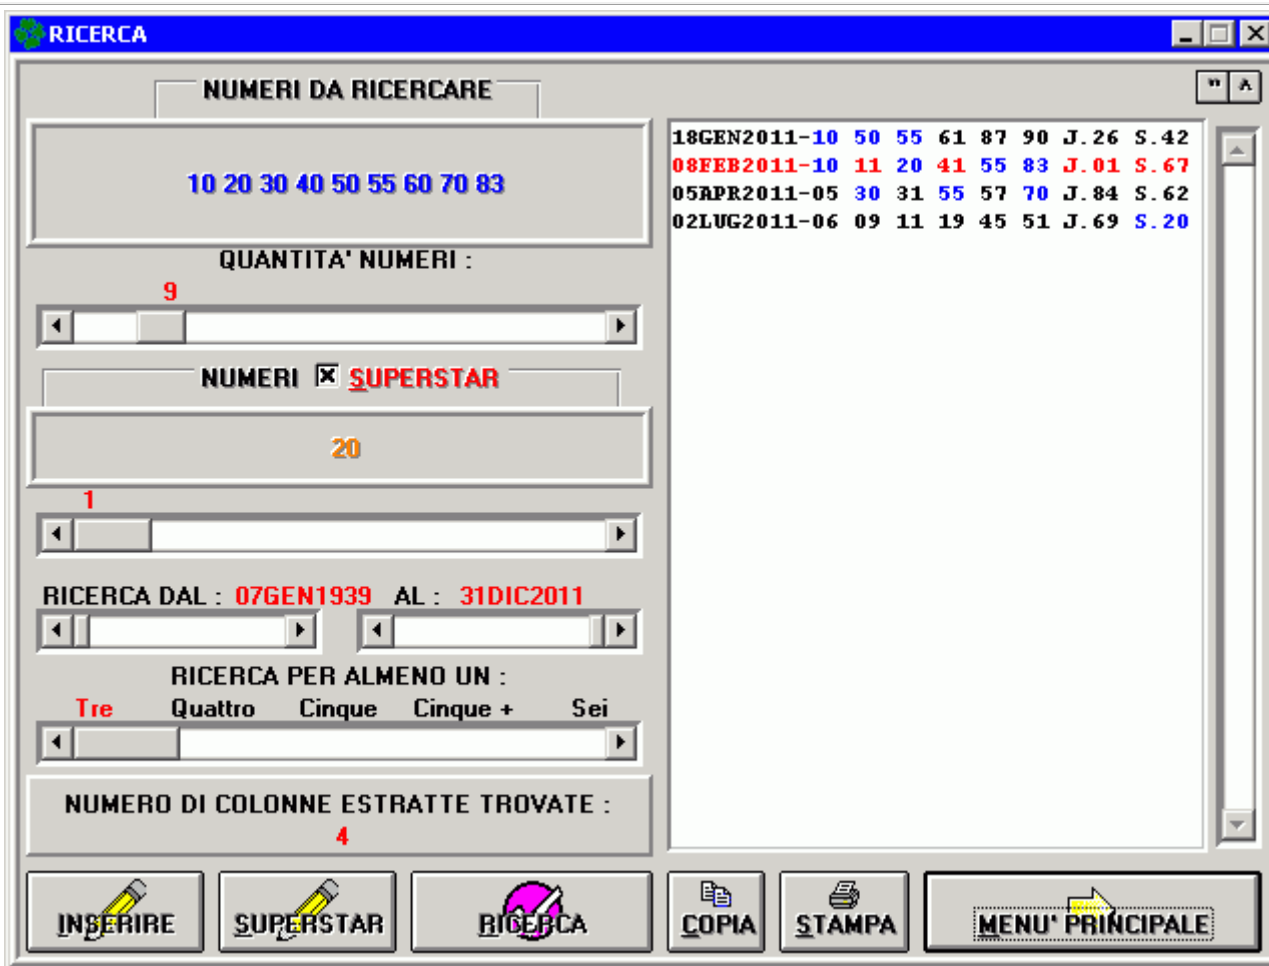 RICERCA
NUMERI DA RICERCARE
10 20 30 40 50 55 60 70 83
QUANTITA' NUMERI :
9
NUMERI SUPERSTAR
20
1
RICERCA DAL : 07GEN1939 AL : 31DIC2011
RICERCA PER ALMENO UN :
Tre Quattro Cinque Cinque + Sei
NUMERO DI COLONNE ESTRATTE TROVATE :
4
" ^
18GEN2011-10 50 55 61 87 90 J.26 S.42
08FEB2011-10 11 20 41 55 83 J.01 S.67
05APR2011-05 30 31 55 57 70 J.84 S.62
02LUG2011-06 09 11 19 45 51 J.69 S.20
INSERIRE SUPERSTAR RICERCA COPIA STAMPA MENU' PRINCIPALE